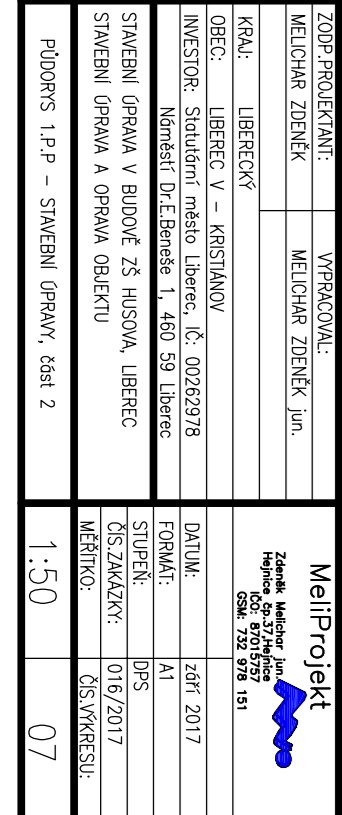 ZODP.PROJEKTANT: VYPRACOVAL:
MELICHAR ZDENĚK MELICHAR ZDENĚK jun.
KRAJ: LIBERECKÝ
OBEC: LIBEREC V – KRISTIÁNOV
INVESTOR: Statutární město Liberec, IČ: 00262978
Náměstí Dr.E.Beneše 1, 460 59 Liberec
STAVEBNÍ ÚPRAVA V BUDOVĚ ZŠ HUSOVA, LIBEREC
STAVEBNÍ ÚPRAVA A OPRAVA OBJEKTU
PŮDORYS 1.P.P – STAVEBNÍ ÚPRAVY, část 2
MeliProjekt
Zdeněk Melichar jun.
Hejnice čp.37,Hejnice
IČO: 87015757
GSM: 732 978 151
DATUM: září 2017
FORMÁT: A1
STUPEŇ: DPS
ČÍS.ZAKÁZKY: 016/2017
MĚŘÍTKO: ČÍS.VÝKRESU:
1:50 07